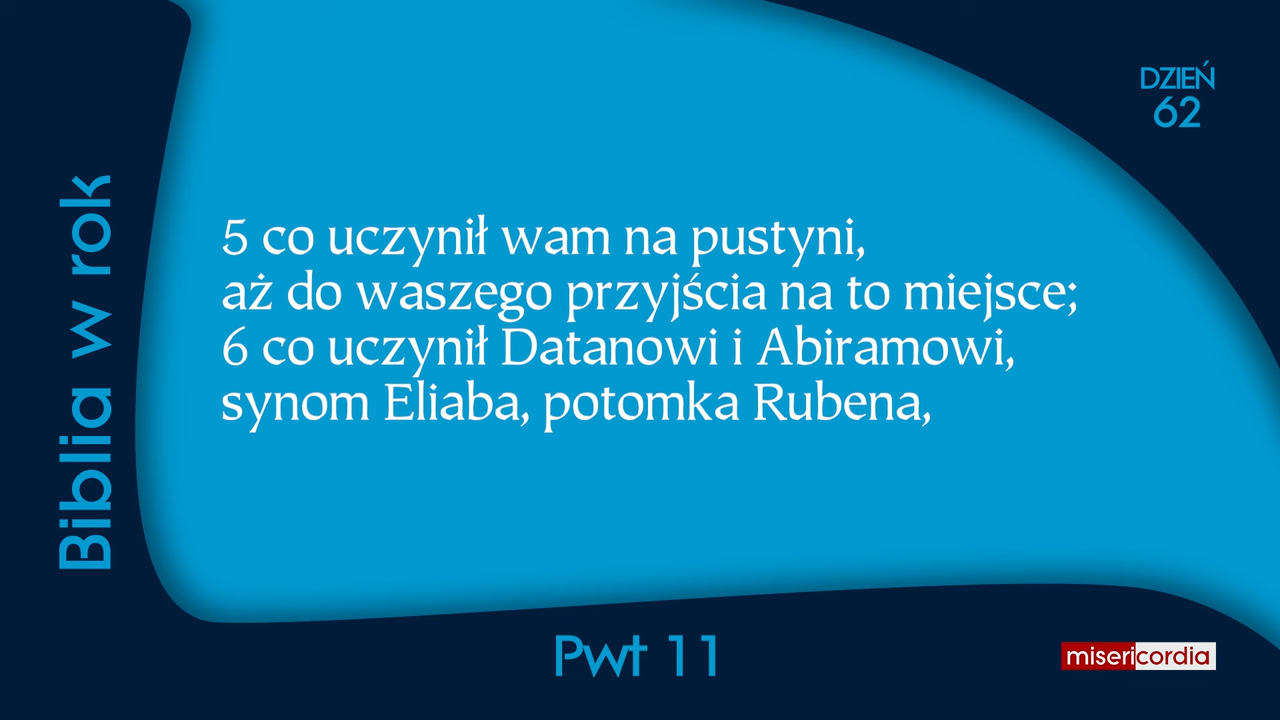 DZIEŃ
62
Biblia w rok
5 co uczynił wam na pustyni,
aż do waszego przyjścia na to miejsce;
6 co uczynił Datanowi i Abiramowi,
synom Eliaba, potomka Rubena,
Pwt 11
misericordia